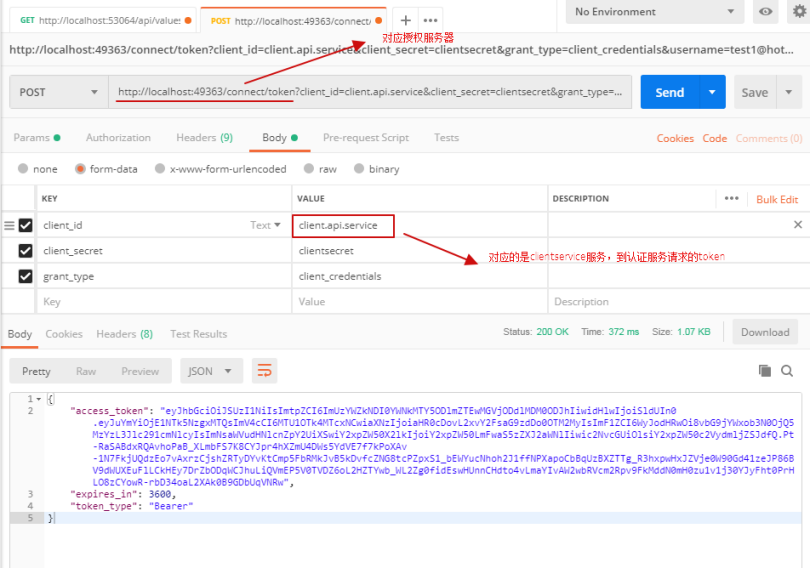 GET http://localhost:53064/api/values
POST http://localhost:49363/connect/
+ •••
No Environment
对应授权服务器
http://localhost:49363/connect/token?client_id=client.api.service&client_secret=clientsecret&grant_type=client_credentials&username=test1@hot...
POST http://localhost:49363/connect/token?client_id=client.api.service&client_secret=clientsecret&grant_type=... Send Save
Params Authorization Headers (9) Body Pre-request Script Tests Cookies Code Comments (0)
none form-data x-www-form-urlencoded raw binary
KEY VALUE DESCRIPTION ••• Bulk Edit
client_id Text client.api.service
client_secret clientsecret
对应的是clientservice服务，到认证服务请求的token
grant_type client_credentials
Key Value Description
Body Cookies Headers (8) Test Results Status: 200 OK Time: 372 ms Size: 1.07 KB Download
Pretty Raw Preview JSON
1 {
2 "access_token":
3 "expires_in": 3600,
4 "token_type": "Bearer"
5 }